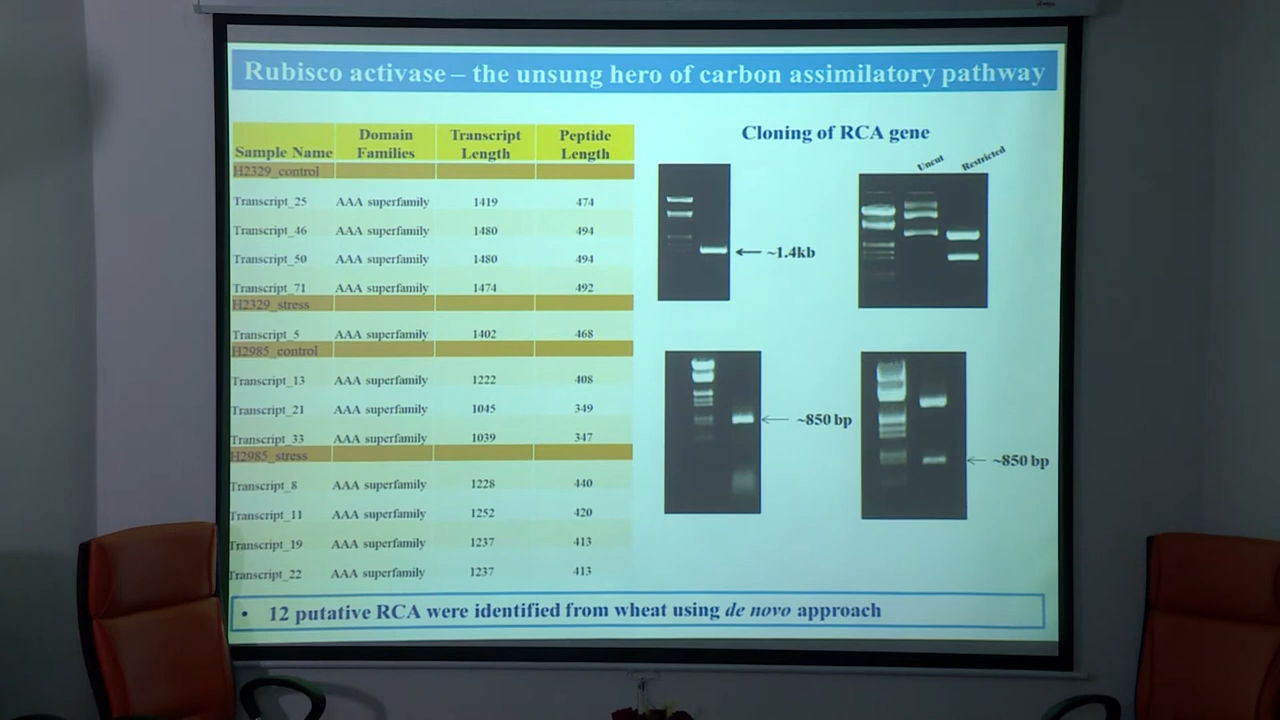 Rubisco activase – the unsung hero of carbon assimilatory pathway
Sample Name Domain Families Transcript Length Peptide Length
H2329_control
Transcript_25 AAA superfamily 1419 474
Transcript_46 AAA superfamily 1480 494
Transcript_50 AAA superfamily 1480 494
Transcript_71 AAA superfamily 1474 492
H2329_stress
Transcript_5 AAA superfamily 1402 468
H2985_control
Transcript_13 AAA superfamily 1222 408
Transcript_21 AAA superfamily 1045 349
Transcript_33 AAA superfamily 1039 347
H2985_stress
Transcript_8 AAA superfamily 1228 440
Transcript_11 AAA superfamily 1252 420
Transcript_19 AAA superfamily 1237 413
Transcript_22 AAA superfamily 1237 413
Cloning of RCA gene
Uncut Restricted
~1.4kb
~850 bp
~850 bp
• 12 putative RCA were identified from wheat using de novo approach